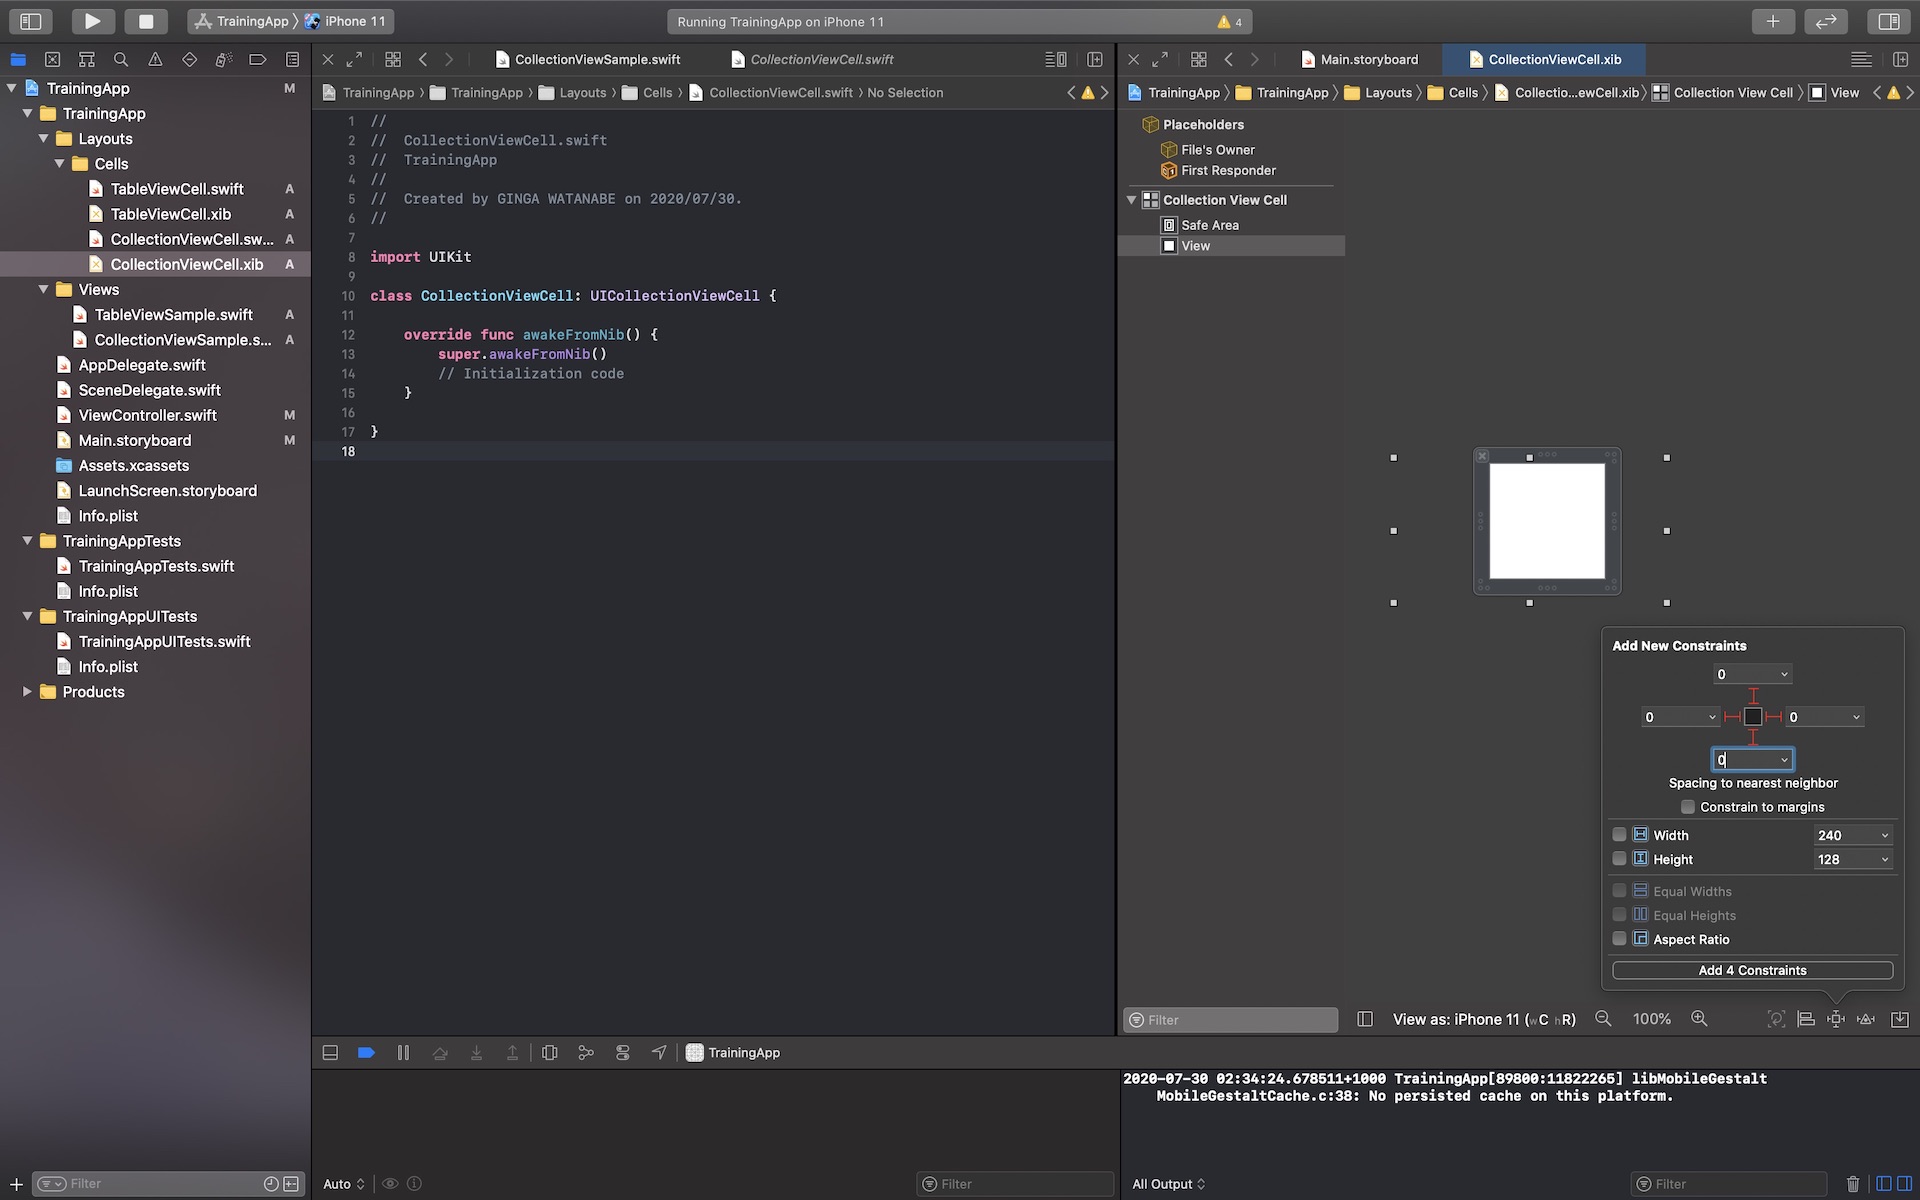 TrainingApp 〉 iPhone 11
Running TrainingApp on iPhone 11
4
TrainingApp M
TrainingApp
Layouts
Cells
TableViewCell.swift A
TableViewCell.xib A
CollectionViewCell.sw... A
CollectionViewCell.xib A
Views
TableViewSample.swift A
CollectionViewSample.s... A
AppDelegate.swift
SceneDelegate.swift
ViewController.swift M
Main.storyboard M
Assets.xcassets
LaunchScreen.storyboard
Info.plist
TrainingAppTests
TrainingAppTests.swift
Info.plist
TrainingAppUITests
TrainingAppUITests.swift
Info.plist
Products
Filter
CollectionViewSample.swift
CollectionViewCell.swift
TrainingApp 〉 TrainingApp 〉 Layouts 〉 Cells 〉 CollectionViewCell.swift 〉 No Selection
1 //
2 //  CollectionViewCell.swift
3 //  TrainingApp
4 //
5 //  Created by GINGA WATANABE on 2020/07/30.
6 //
7
8 import UIKit
9
10 class CollectionViewCell: UICollectionViewCell {
11
12     override func awakeFromNib() {
13         super.awakeFromNib()
14         // Initialization code
15     }
16
17 }
18
Main.storyboard
CollectionViewCell.xib
TrainingApp 〉 TrainingApp 〉 Layouts 〉 Cells 〉 Collectio...ewCell.xib 〉 Collection View Cell 〉 View
Placeholders
File's Owner
First Responder
Collection View Cell
Safe Area
View
Add New Constraints
0
0 0
0
Spacing to nearest neighbor
Constrain to margins
Width 240
Height 128
Equal Widths
Equal Heights
Aspect Ratio
Add 4 Constraints
Filter
View as: iPhone 11 (wC hR)
100%
TrainingApp
2020-07-30 02:34:24.678511+1000 TrainingApp[89800:11822265] libMobileGestalt
MobileGestaltCache.c:38: No persisted cache on this platform.
Auto
Filter
All Output
Filter